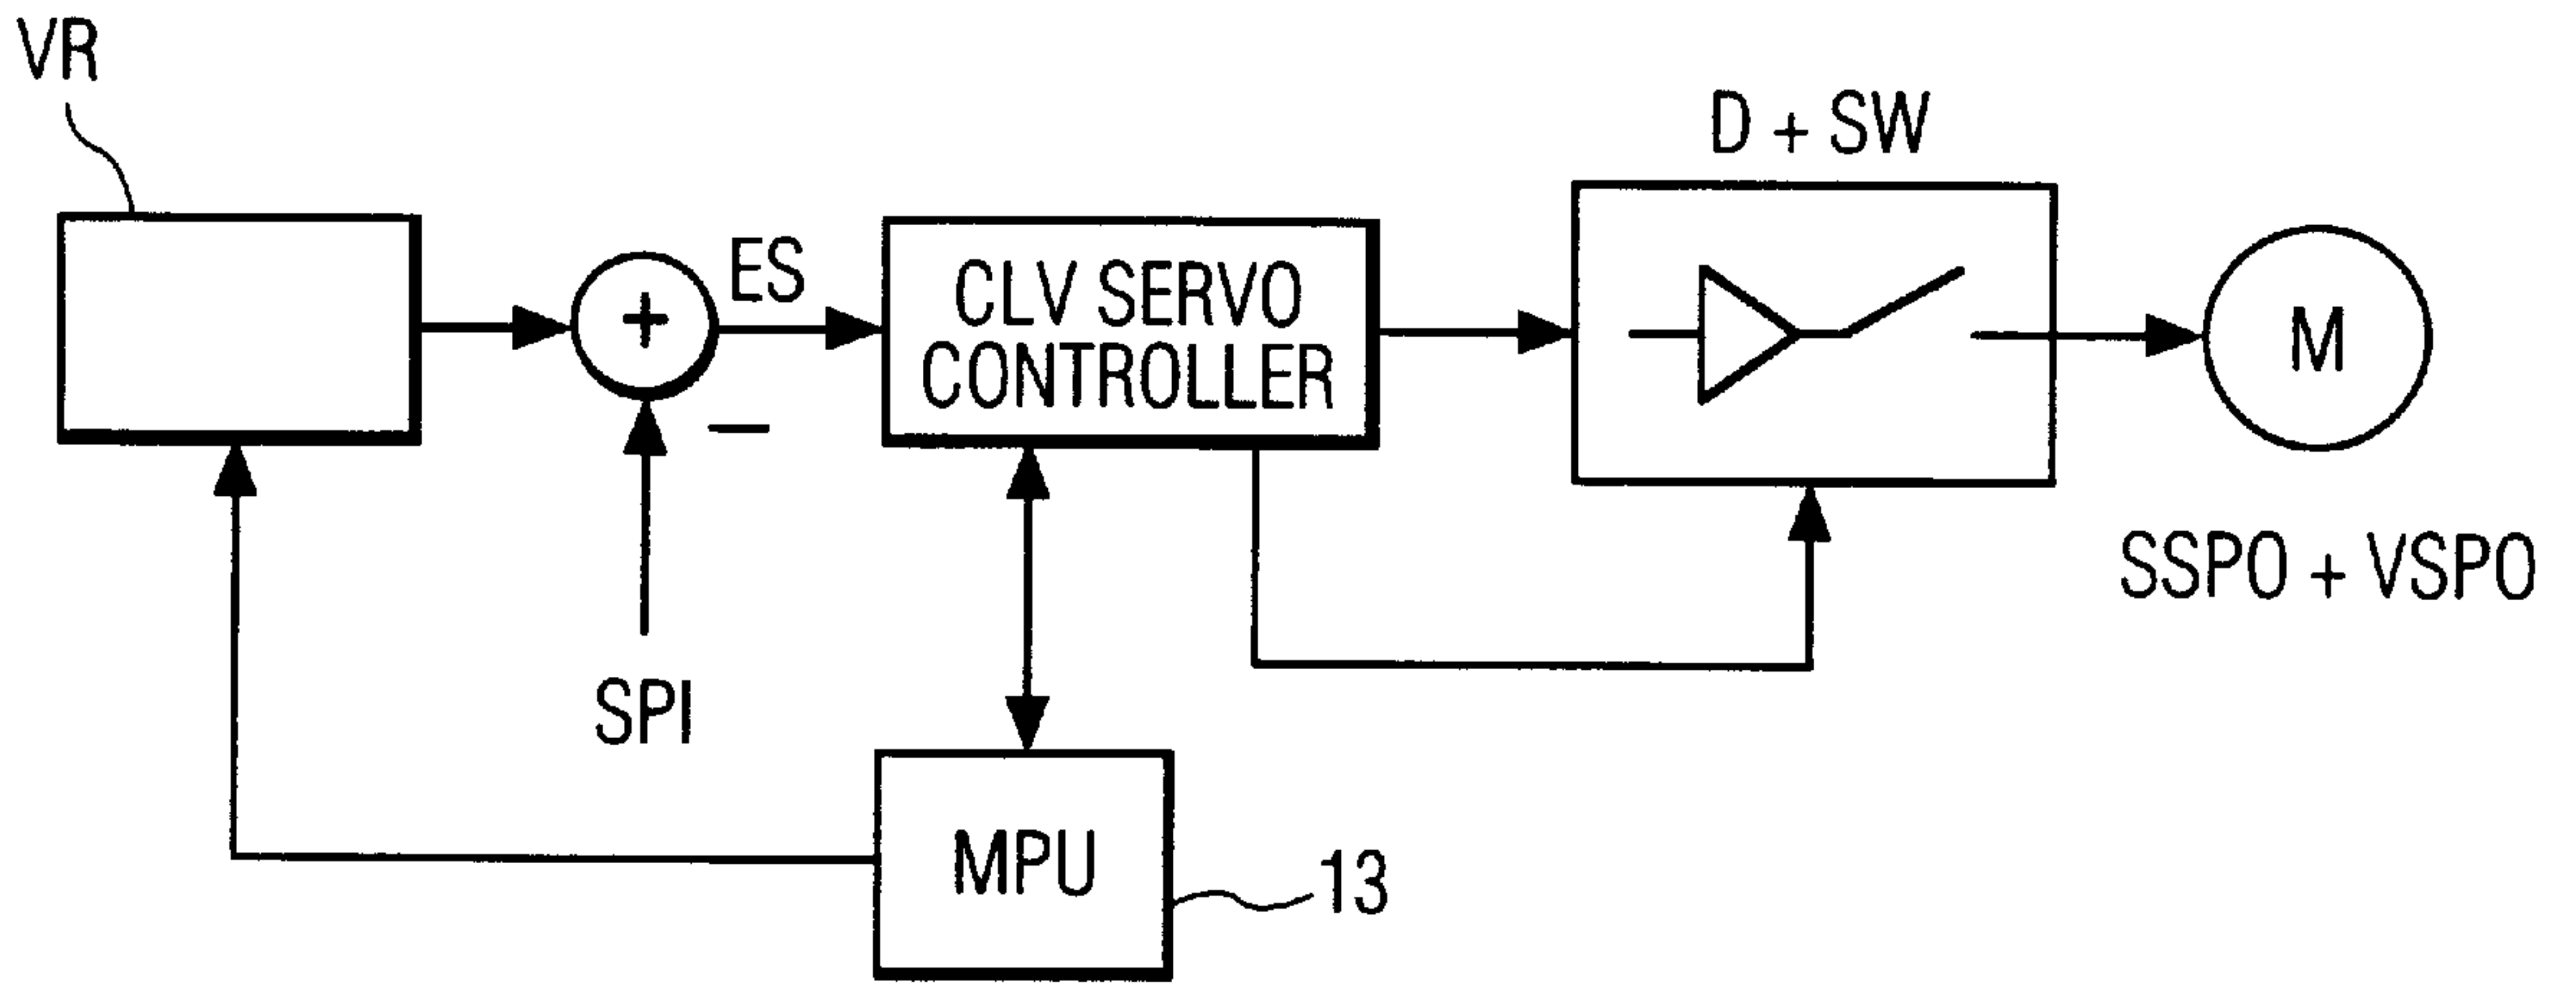 VR
D + SW
ES
+
CLV SERVO
CONTROLLER
M
−
SSPO + VSPO
SPI
MPU
13